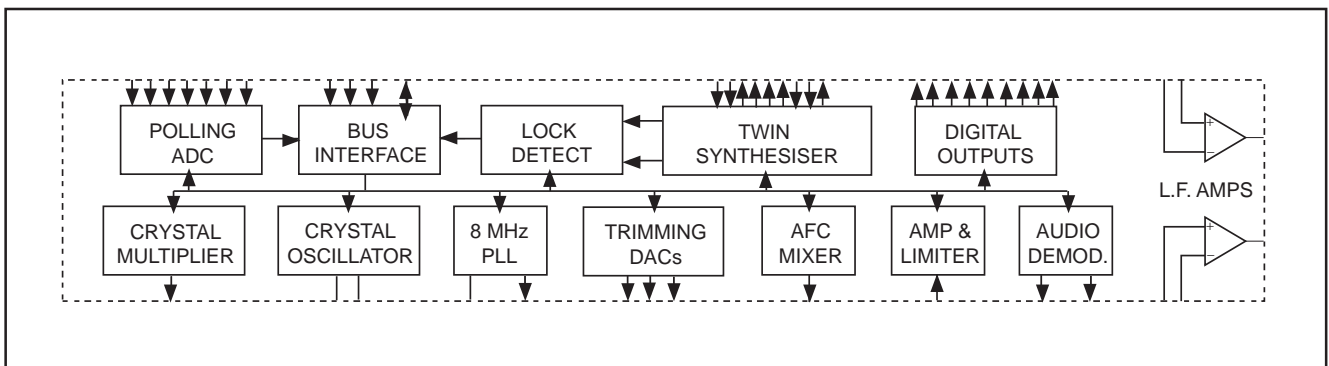 POLLING
ADC
BUS
INTERFACE
LOCK
DETECT
TWIN
SYNTHESISER
DIGITAL
OUTPUTS
+
−
L.F. AMPS
CRYSTAL
MULTIPLIER
CRYSTAL
OSCILLATOR
8 MHz
PLL
TRIMMING
DACs
AFC
MIXER
AMP &
LIMITER
AUDIO
DEMOD.
+
−